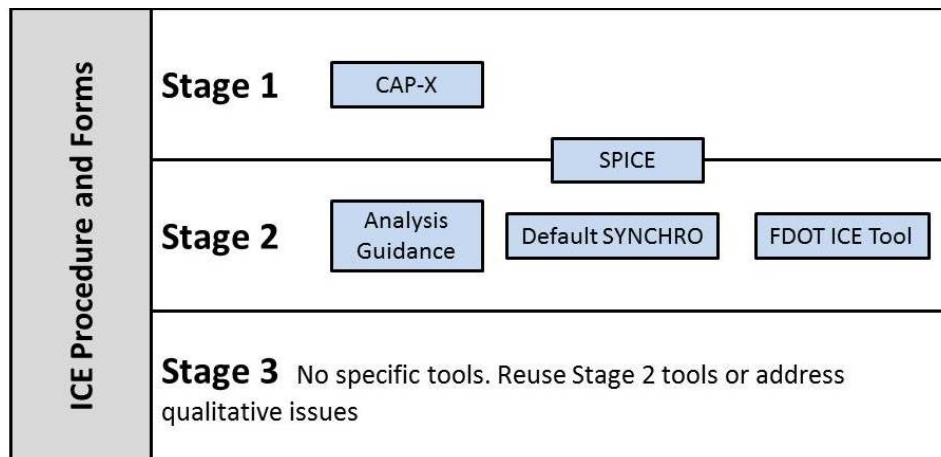 ICE Procedure and Forms
Stage 1
CAP-X
SPICE
Stage 2
Analysis
Guidance
Default SYNCHRO
FDOT ICE Tool
Stage 3 No specific tools. Reuse Stage 2 tools or address
qualitative issues